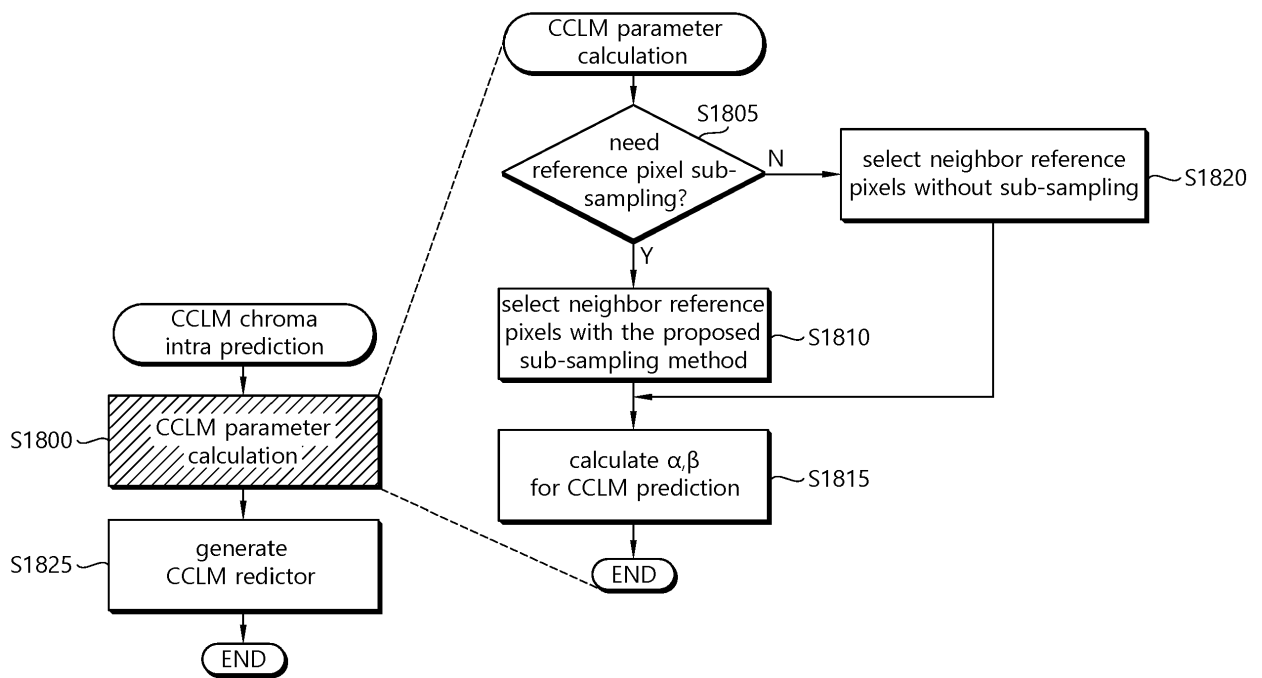 CCLM chroma
intra prediction
S1800
CCLM parameter
calculation
S1825
generate
CCLM redictor
END
CCLM parameter
calculation
S1805
need
reference pixel sub-
sampling?
N
Y
select neighbor reference
pixels without sub-sampling
S1820
select neighbor reference
pixels with the proposed
sub-sampling method
S1810
calculate α,β
for CCLM prediction
S1815
END